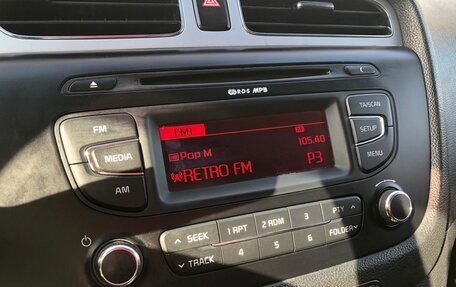 RDS MP3
FM
MEDIA
AM
FM1
105.40
Pop M
P3
RETRO FM
TA/SCAN
SETUP
MENU
SEEK
TRACK
1 RPT 2 RDM 3
4 5 6
PTY
FOLDER